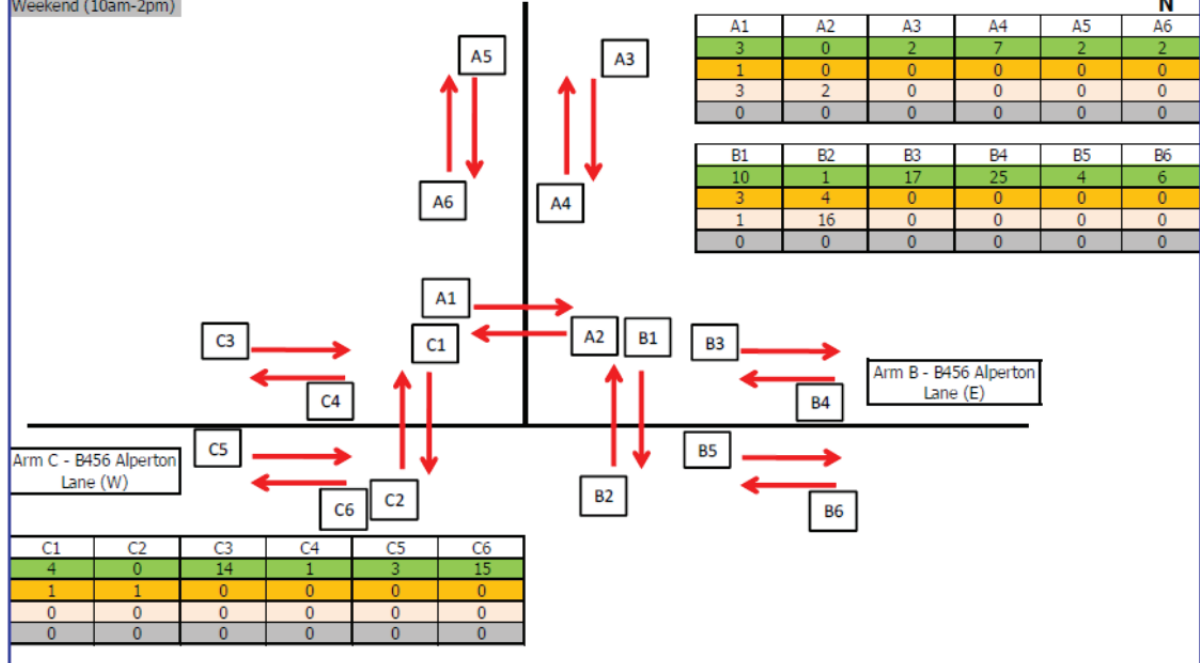 Weekend (10am-2pm)
N
A1 A2 A3 A4 A5 A6
3 0 2 7 2 2
1 0 0 0 0 0
3 2 0 0 0 0
0 0 0 0 0 0
A5
A3
B1 B2 B3 B4 B5 B6
10 1 17 25 4 6
3 4 0 0 0 0
1 16 0 0 0 0
0 0 0 0 0 0
A6
A4
A1
C3
C1
A2
B1
B3
Arm B - B456 Alperton
Lane (E)
C4
B4
C5
B5
Arm C - B456 Alperton
Lane (W)
C6
C2
B2
B6
C1 C2 C3 C4 C5 C6
4 0 14 1 3 15
1 1 0 0 0 0
0 0 0 0 0 0
0 0 0 0 0 0